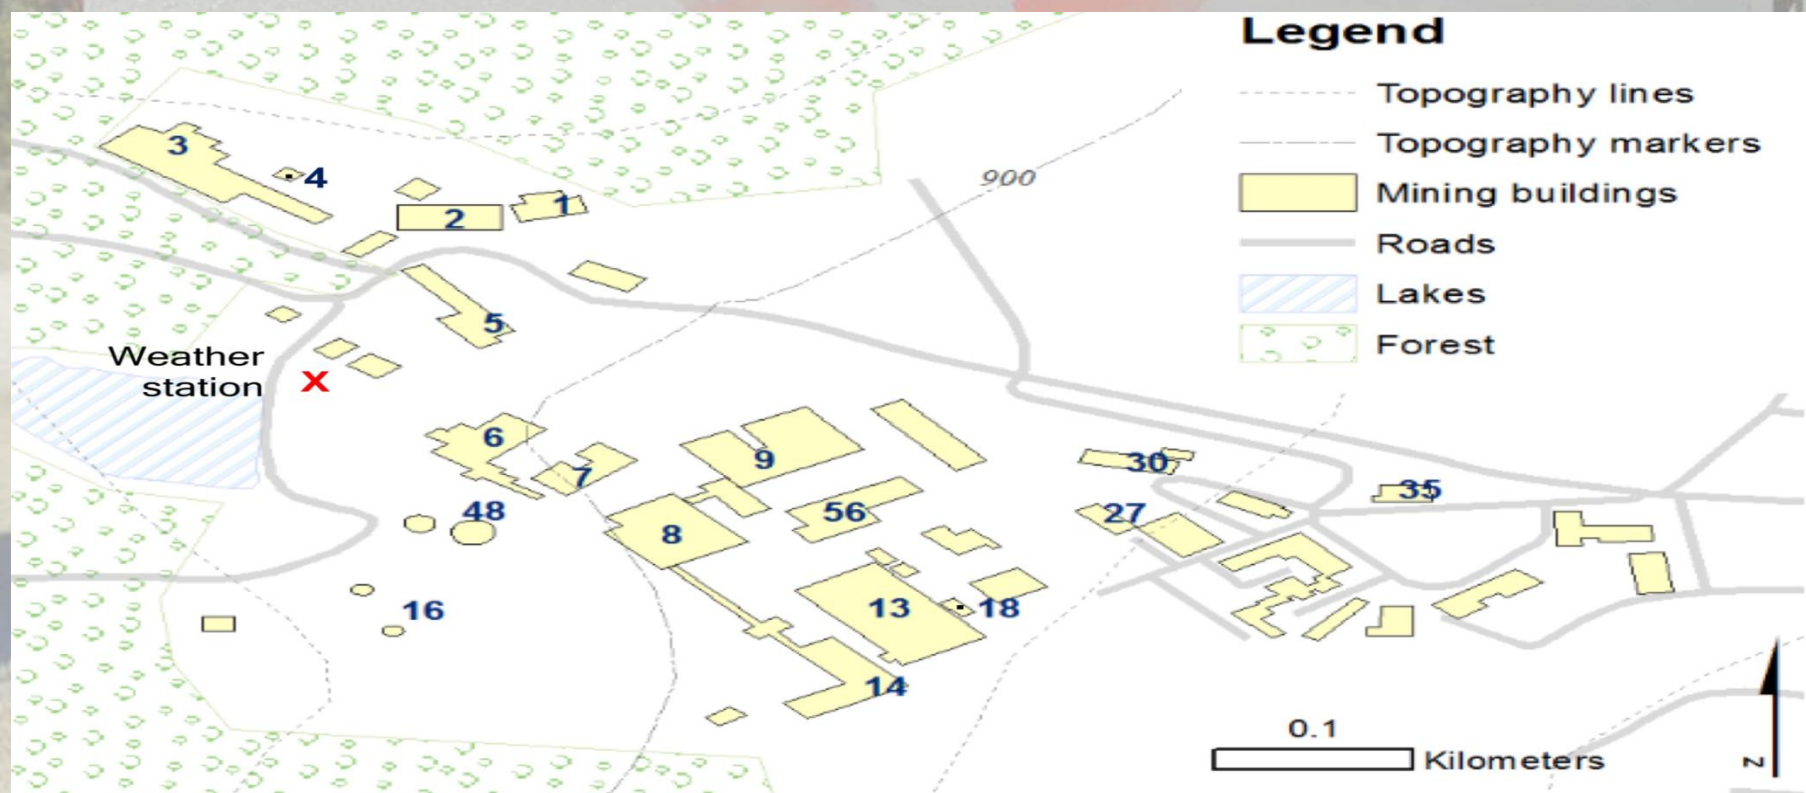 Legend
Topography lines
Topography markers
Mining buildings
Roads
Lakes
Forest
3
4
2
1
900
5
Weather
station
X
6
7
9
30
35
48
8
56
27
16
13
18
14
0.1
Kilometers
N